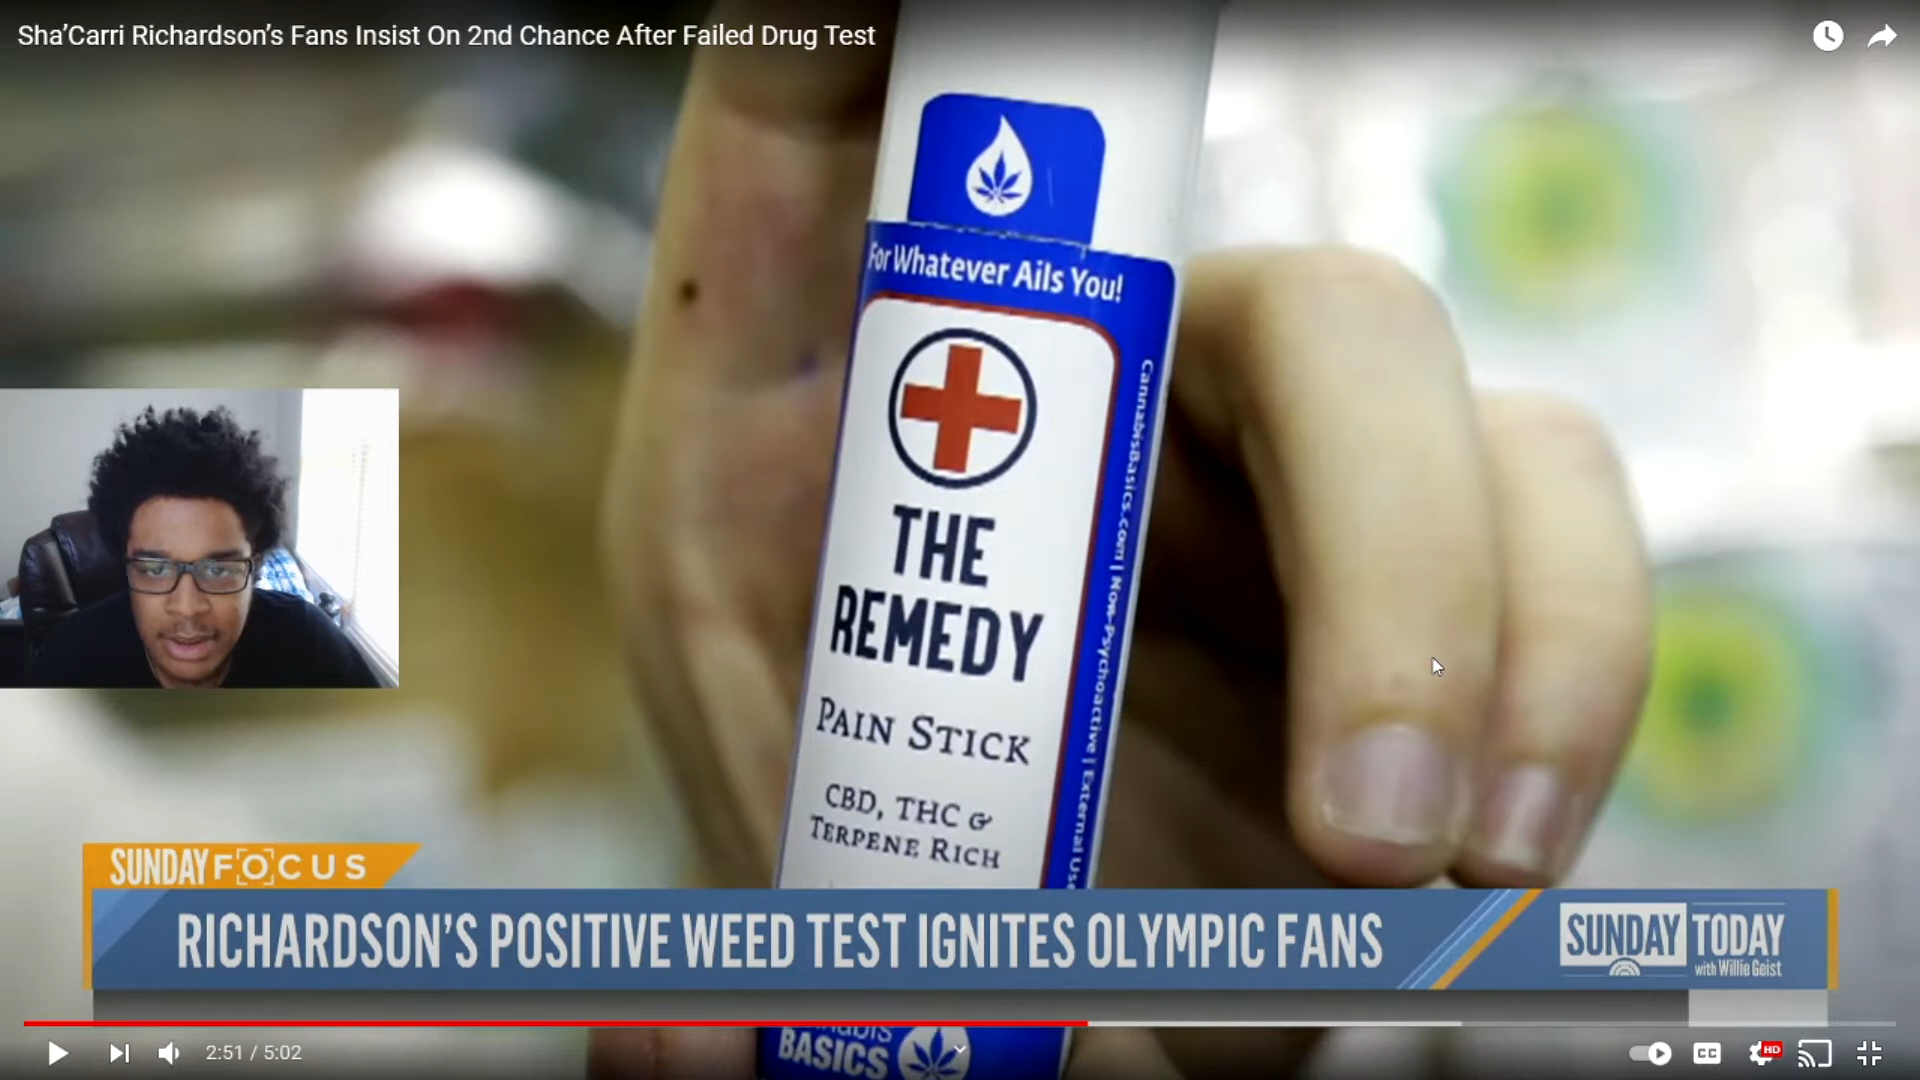 Sha’Carri Richardson’s Fans Insist On 2nd Chance After Failed Drug Test
For Whatever Ails You!
THE
REMEDY
PAIN STICK
CBD, THC &
TERPENE RICH
CannabisBasics.com | Non-Psychoactive | External Use
SUNDAY FOCUS
RICHARDSON’S POSITIVE WEED TEST IGNITES OLYMPIC FANS
SUNDAY TODAY
with Willie Geist
BASICS
2:51 / 5:02
CC
HD